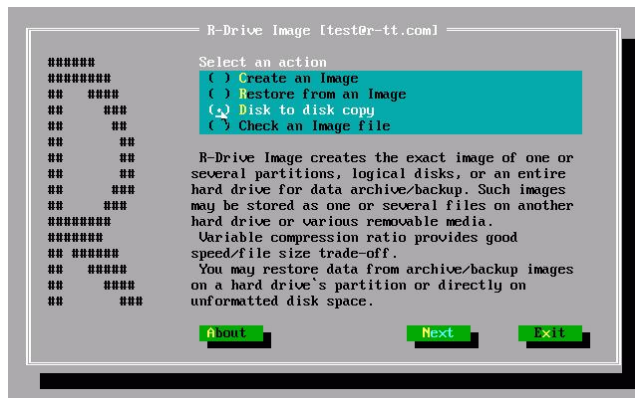 R-Drive Image [test@r-tt.com]
Select an action
( ) Create an Image
( ) Restore from an Image
(•) Disk to disk copy
( ) Check an Image file
R-Drive Image creates the exact image of one or
several partitions, logical disks, or an entire
hard drive for data archive/backup. Such images
may be stored as one or several files on another
hard drive or various removable media.
Variable compression ratio provides good
speed/file size trade-off.
You may restore data from archive/backup images
on a hard drive`s partition or directly on
unformatted disk space.
About Next Exit